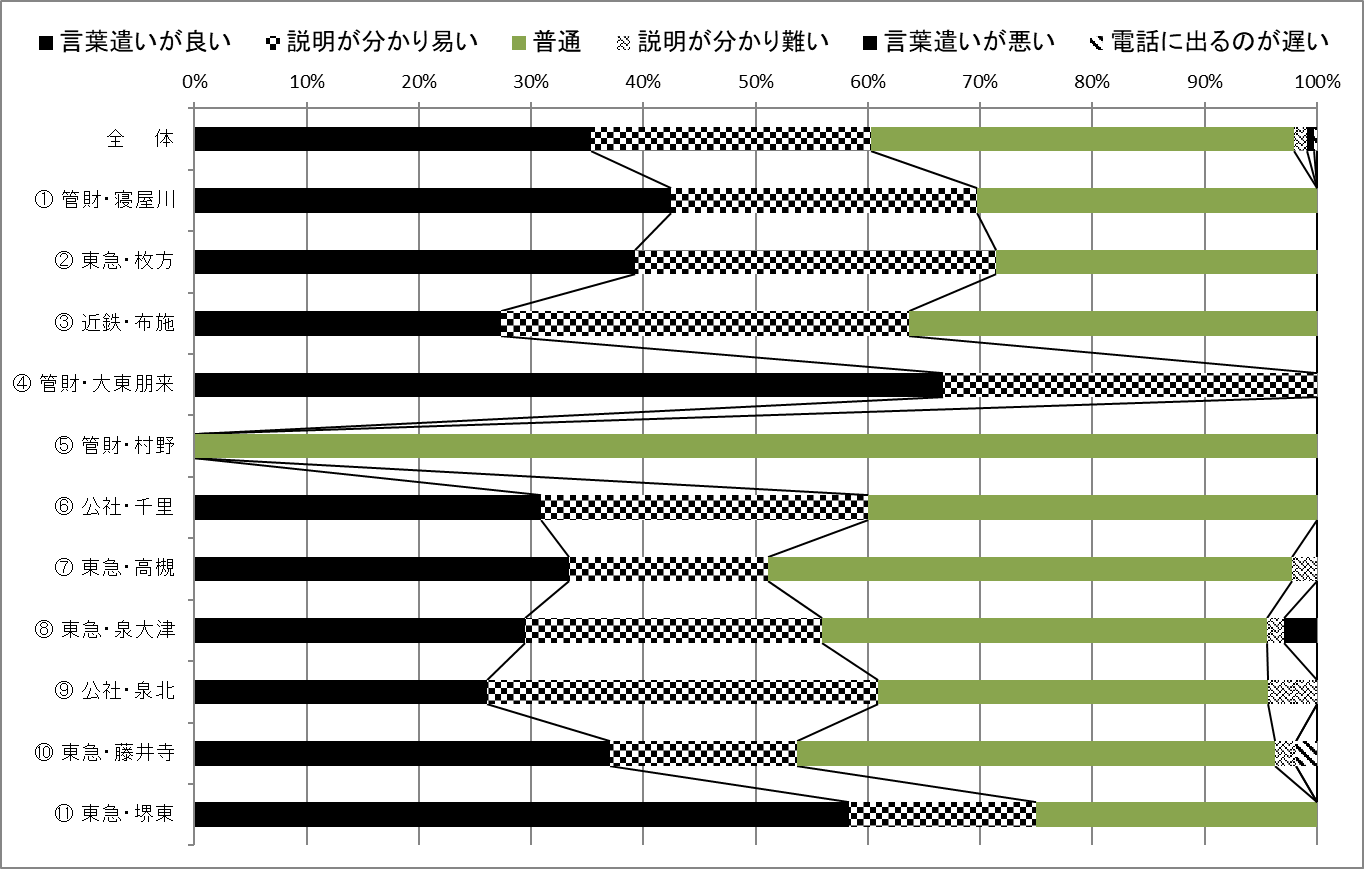 言葉遣いが良い 説明が分かり易い 普通 説明が分かり難い 言葉遣いが悪い 電話に出るのが遅い
0% 10% 20% 30% 40% 50% 60% 70% 80% 90% 100%
全 体
① 管財・寝屋川
② 東急・枚方
③ 近鉄・布施
④ 管財・大東朋来
⑤ 管財・村野
⑥ 公社・千里
⑦ 東急・高槻
⑧ 東急・泉大津
⑨ 公社・泉北
⑩ 東急・藤井寺
⑪ 東急・堺東